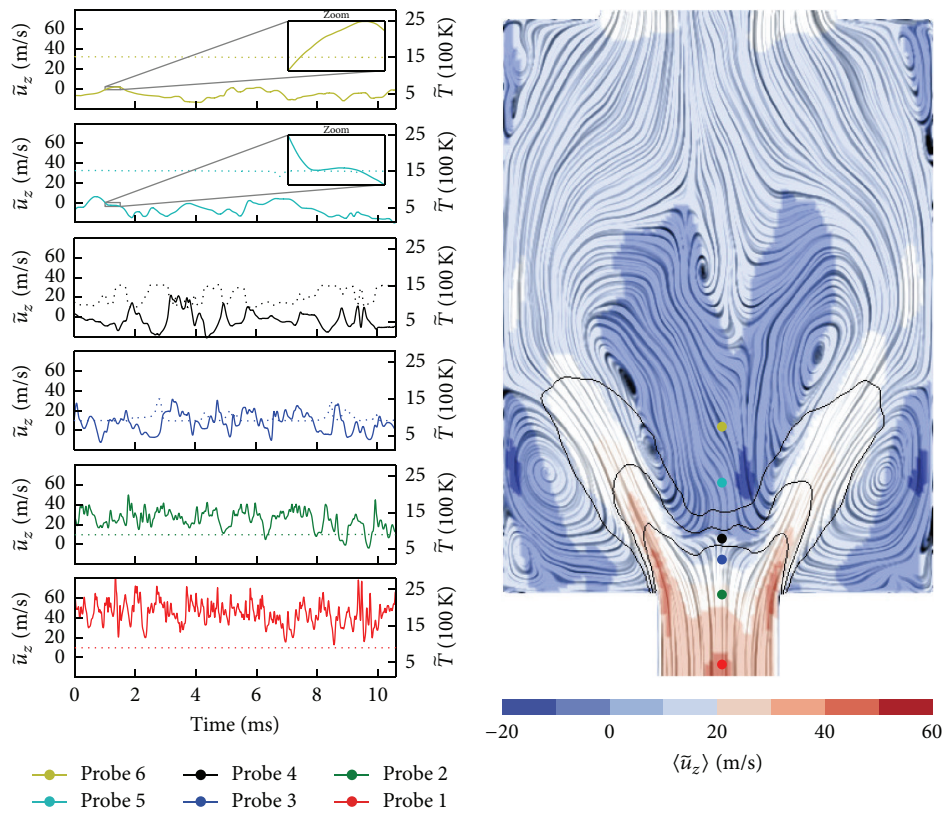 Zoom
60
40
20
0
ũz (m/s)
25
15
5
T̃ (100 K)
Zoom
60
40
20
0
ũz (m/s)
25
15
5
T̃ (100 K)
60
40
20
0
ũz (m/s)
25
15
5
T̃ (100 K)
60
40
20
0
ũz (m/s)
25
15
5
T̃ (100 K)
60
40
20
0
ũz (m/s)
25
15
5
T̃ (100 K)
60
40
20
0
ũz (m/s)
25
15
5
T̃ (100 K)
0 2 4 6 8 10
Time (ms)
Probe 6 Probe 4 Probe 2
Probe 5 Probe 3 Probe 1
−20 0 20 40 60
⟨ũz⟩ (m/s)